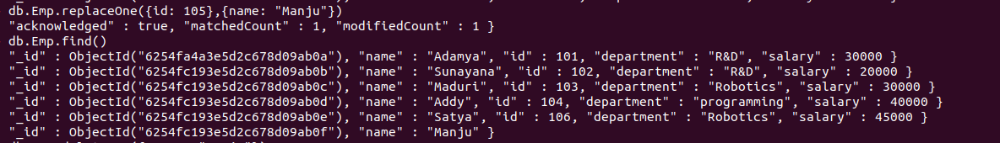 db.Emp.replaceOne({id: 105},{name: "Manju"})
"acknowledged" : true, "matchedCount" : 1, "modifiedCount" : 1 }
db.Emp.find()
"_id" : ObjectId("6254fa4a3e5d2c678d09ab0a"), "name" : "Adamya", "id" : 101, "department" : "R&D", "salary" : 30000 }
"_id" : ObjectId("6254fc193e5d2c678d09ab0b"), "name" : "Sunayana", "id" : 102, "department" : "R&D", "salary" : 20000 }
"_id" : ObjectId("6254fc193e5d2c678d09ab0c"), "name" : "Maduri", "id" : 103, "department" : "Robotics", "salary" : 30000 }
"_id" : ObjectId("6254fc193e5d2c678d09ab0d"), "name" : "Addy", "id" : 104, "department" : "programming", "salary" : 40000 }
"_id" : ObjectId("6254fc193e5d2c678d09ab0e"), "name" : "Satya", "id" : 106, "department" : "Robotics", "salary" : 45000 }
"_id" : ObjectId("6254fc193e5d2c678d09ab0f"), "name" : "Manju" }